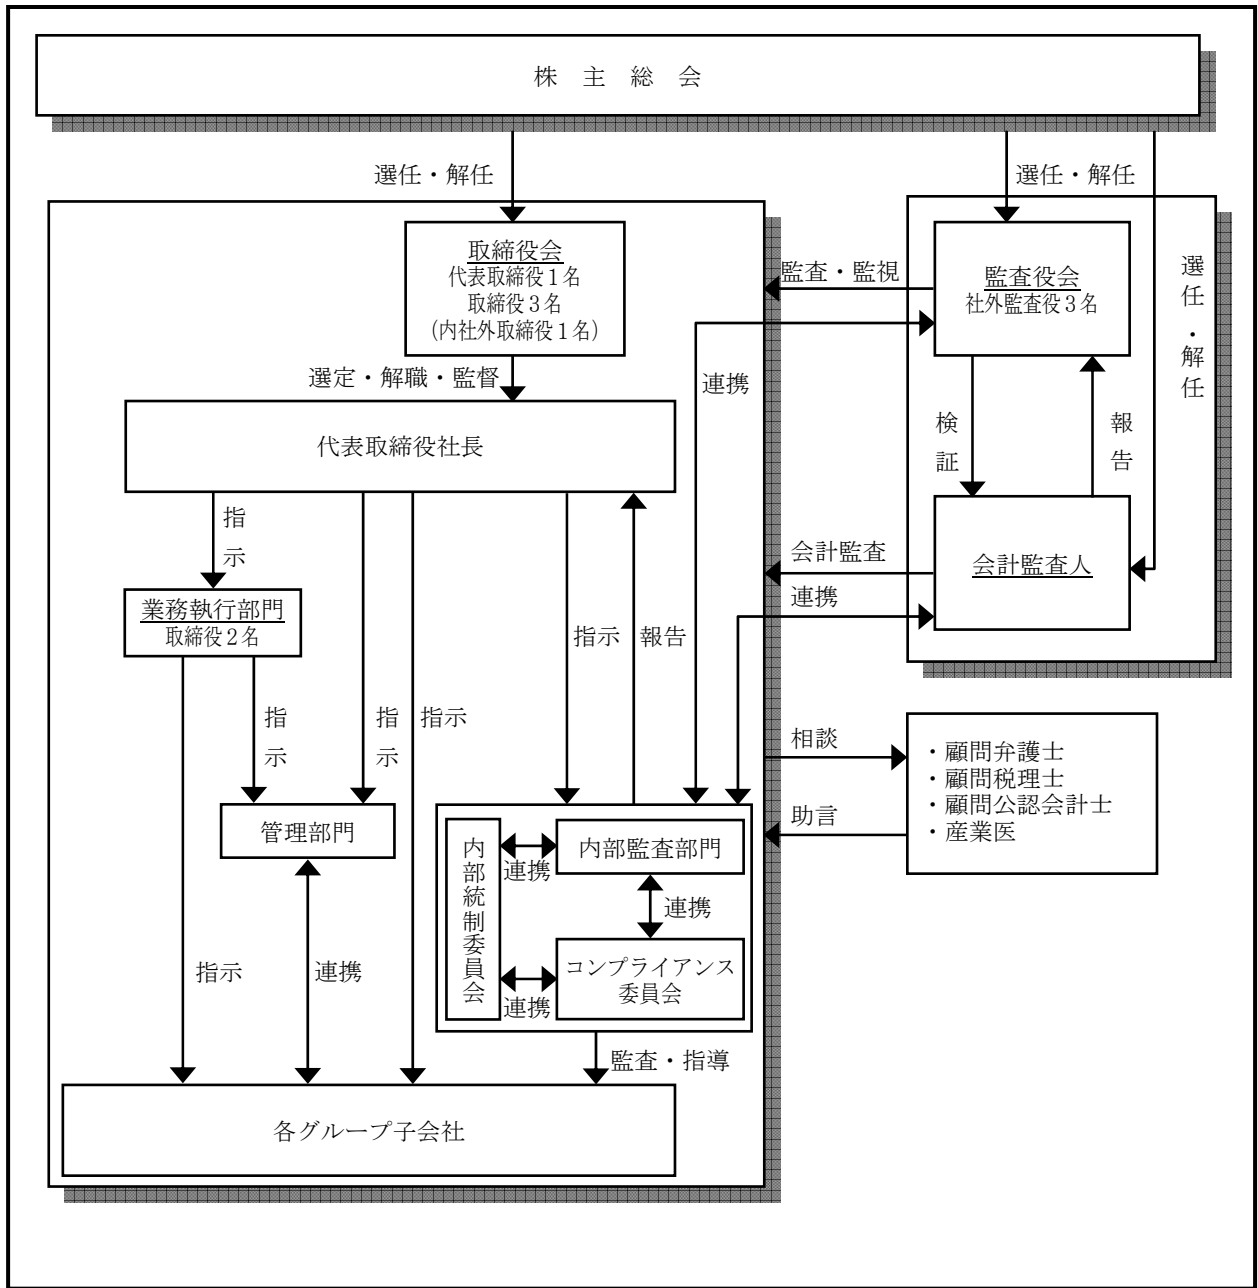 株 主 総 会
選任・解任
選任・解任
選任・解任
取締役会
代表取締役1名
取締役3名
(内社外取締役1名)
監査・監視
監査役会
社外監査役3名
選定・解職・監督
連携
検証
報告
代表取締役社長
指示
会計監査
会計監査人
連携
業務執行部門
取締役2名
指示
報告
指示
指示
指示
相談
・顧問弁護士
・顧問税理士
・顧問公認会計士
・産業医
助言
管理部門
内部統制委員会
連携
内部監査部門
連携
コンプライアンス
委員会
連携
指示
連携
監査・指導
各グループ子会社